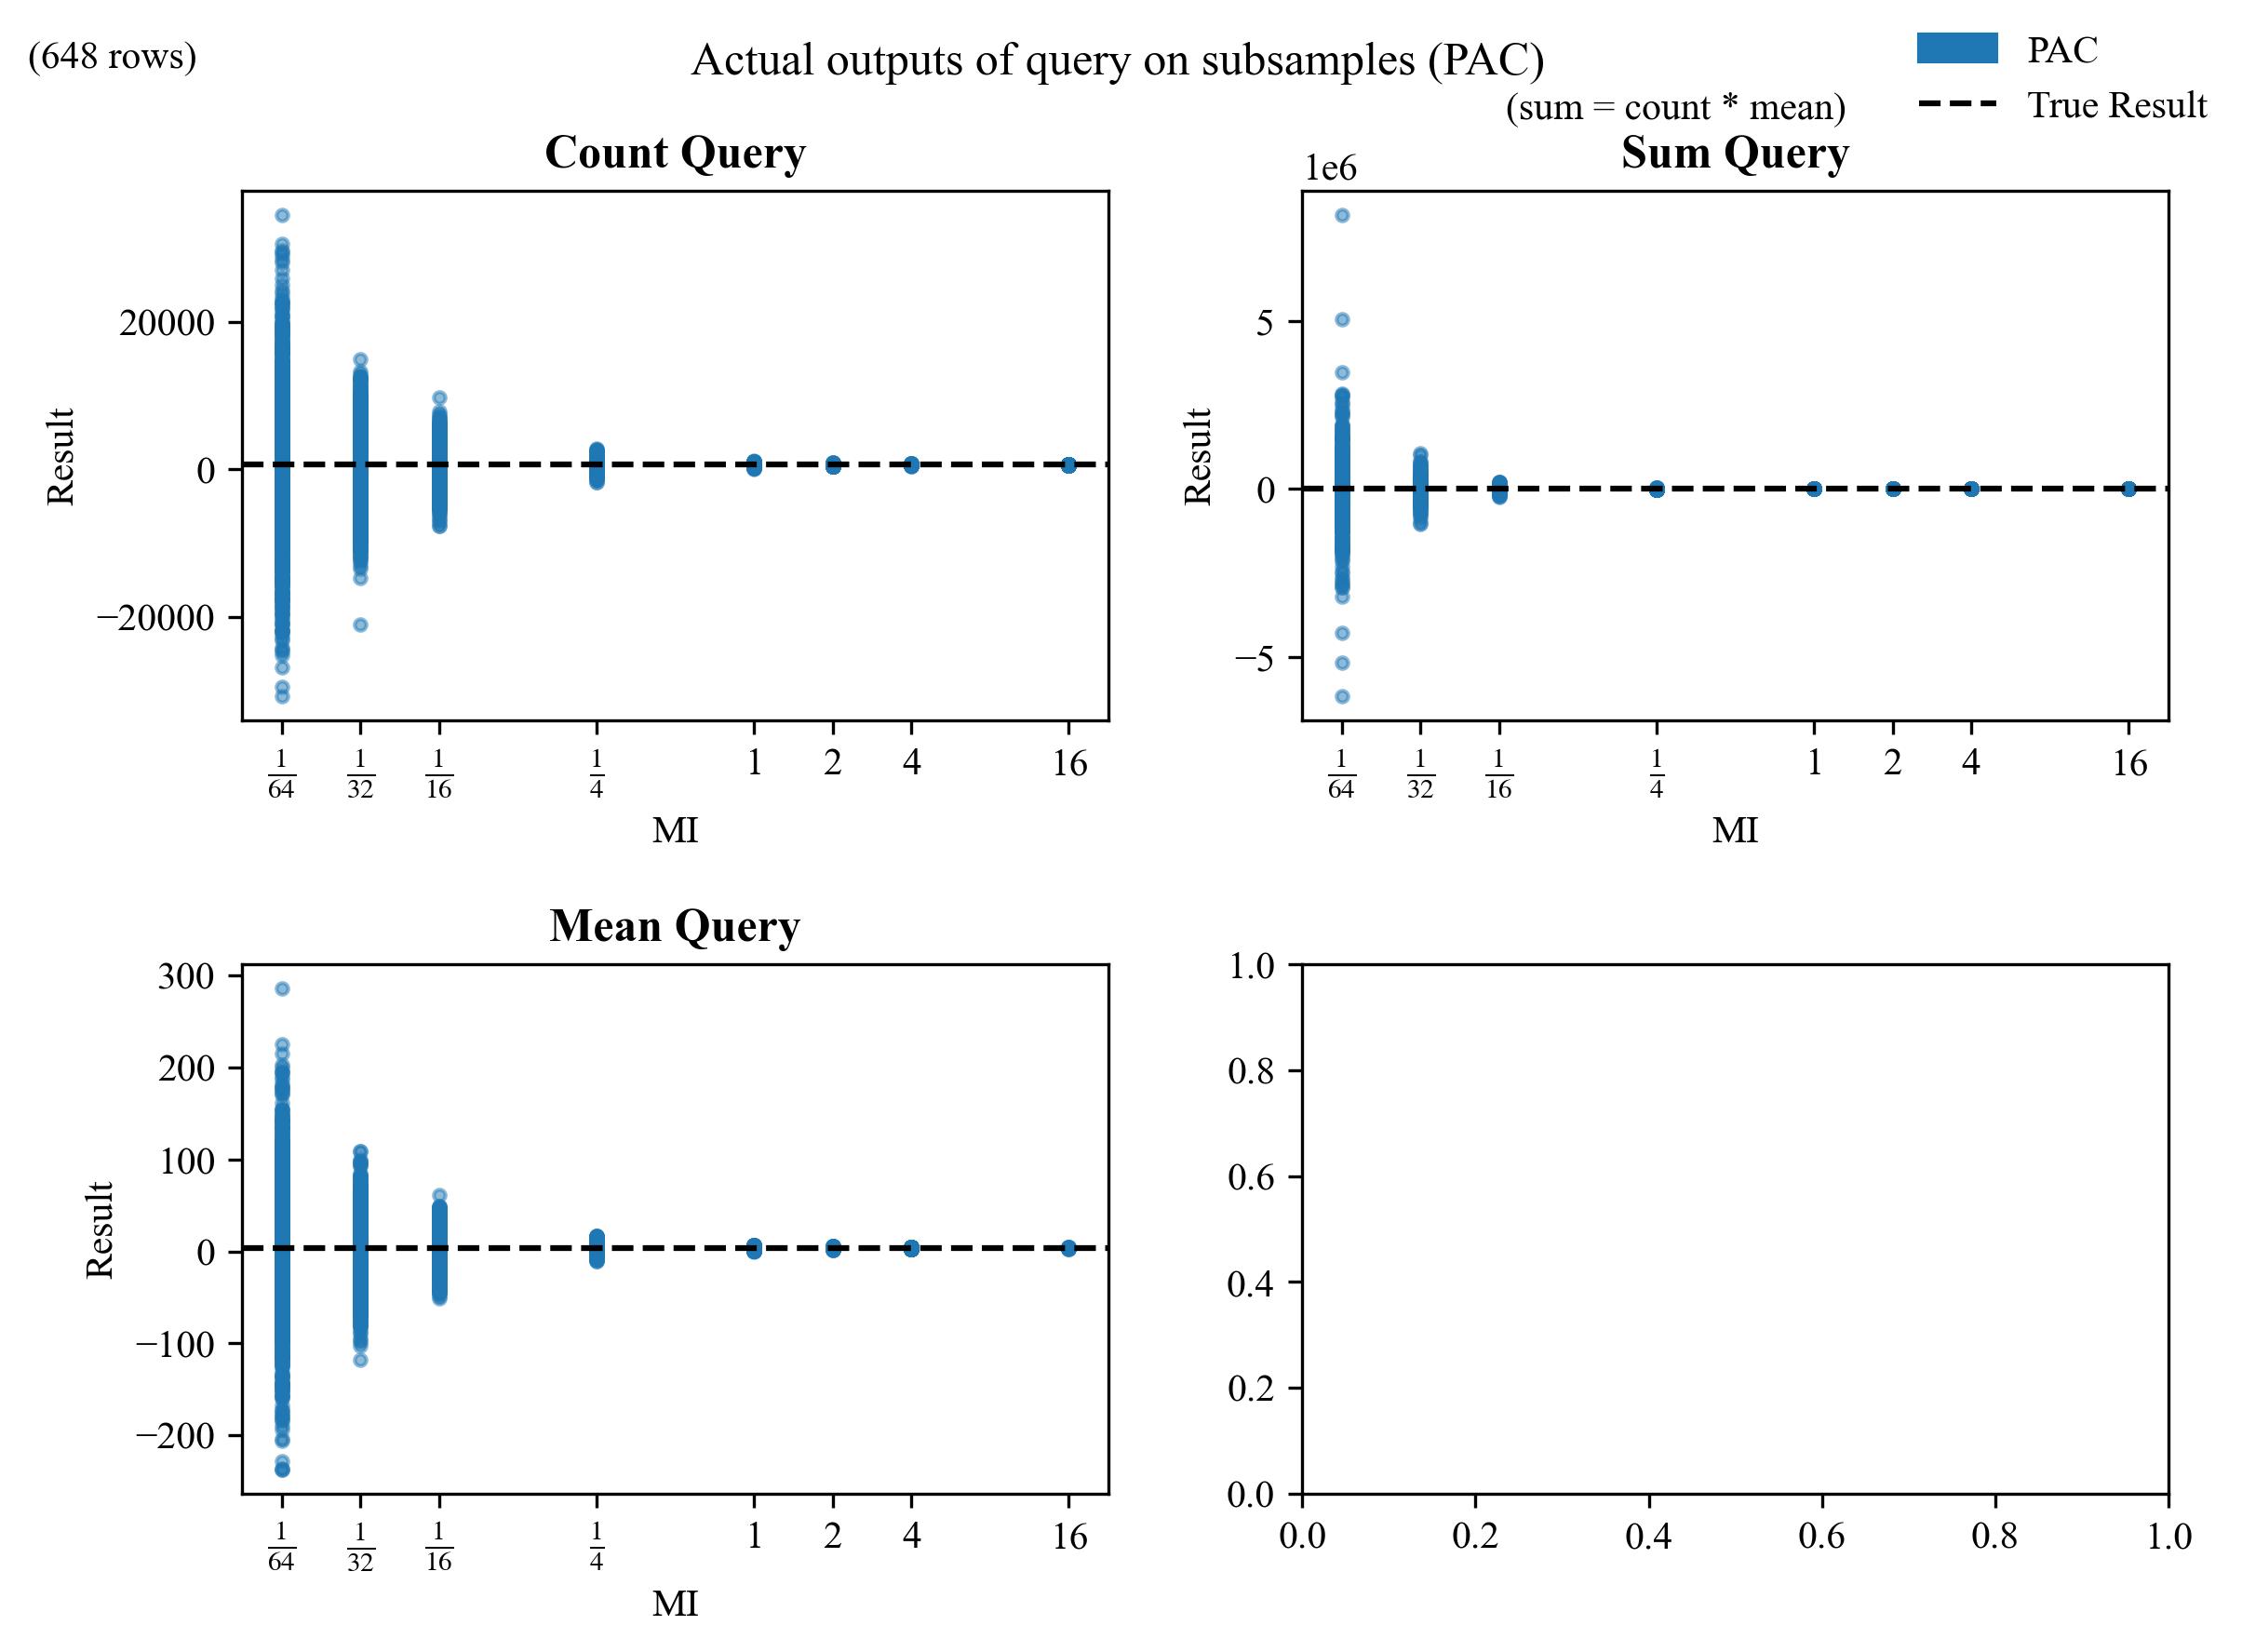 (648 rows)
Actual outputs of query on subsamples (PAC)
PAC
True Result
(sum = count * mean)
Count Query
20000
0
−20000
Result
1/64 1/32 1/16 1/4 1 2 4 16
MI
Sum Query
1e6
5
0
−5
Result
1/64 1/32 1/16 1/4 1 2 4 16
MI
Mean Query
300
200
100
0
−100
−200
Result
1/64 1/32 1/16 1/4 1 2 4 16
MI
1.0
0.8
0.6
0.4
0.2
0.0
0.0 0.2 0.4 0.6 0.8 1.0